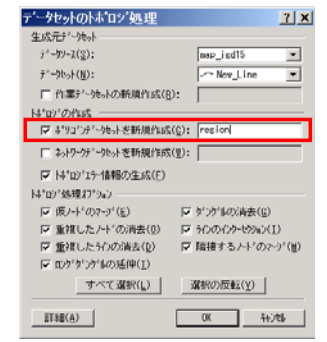 ﾃﾞｰﾀｾｯﾄのﾄﾎﾟﾛｼﾞ処理
生成元ﾃﾞｰﾀｾｯﾄ
ﾃﾞｰﾀｿｰｽ(S): map_isd15
ﾃﾞｰﾀｾｯﾄ(N): New_Line
作業ﾃﾞｰﾀｾｯﾄの新規作成(R):
ﾄﾎﾟﾛｼﾞの作成
ﾎﾟﾘｺﾞﾝﾃﾞｰﾀｾｯﾄを新規作成(C): region
ﾈｯﾄﾜｰｸﾃﾞｰﾀｾｯﾄを新規作成(W):
ﾄﾎﾟﾛｼﾞｴﾗｰ情報の生成(F)
ﾄﾎﾟﾛｼﾞ処理ｵﾌﾟｼｮﾝ
仮ﾉｰﾄﾞのﾏｰｼﾞ(E) ﾀﾞﾝｸﾞﾙの消去(G)
重複したﾉｰﾄﾞの消去(O) ﾗｲﾝのｲﾝﾀｰｾｸｼｮﾝ(I)
重複したﾗｲﾝの消去(D) 隣接するﾉｰﾄﾞのﾏｰｼﾞ(M)
ﾛﾝｸﾞﾀﾞﾝｸﾞﾙの延伸(T)
すべて選択(L) 選択の反転(V)
詳細(A) OK ｷｬﾝｾﾙ